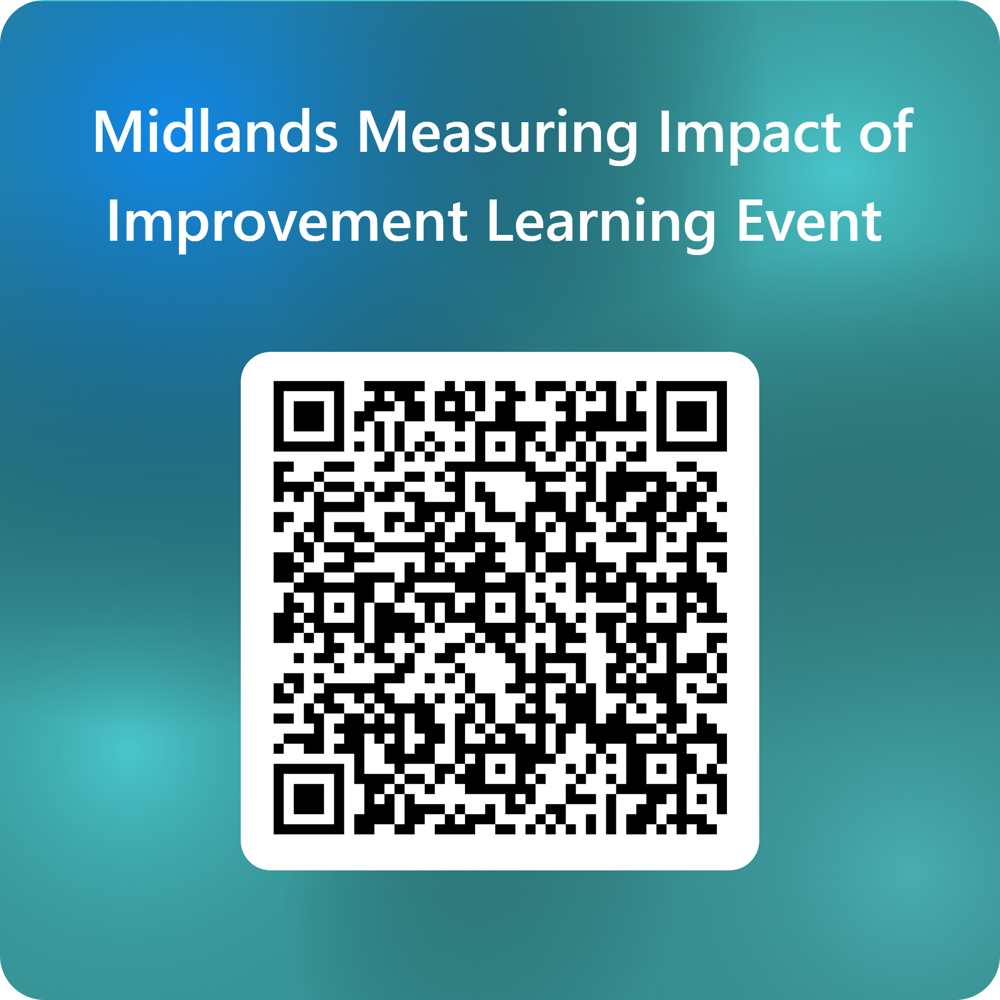 Midlands Measuring Impact of
Improvement Learning Event